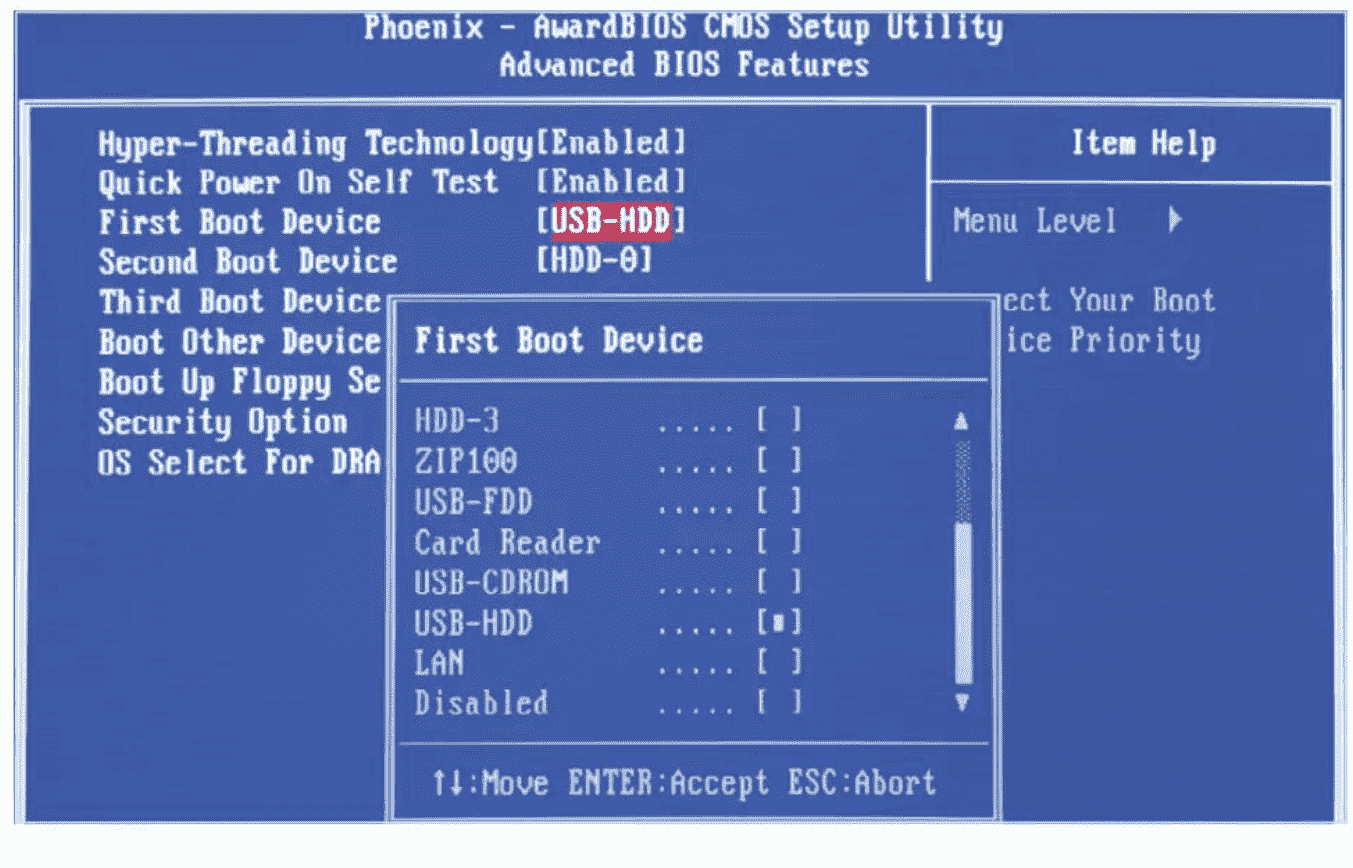 Phoenix - AwardBIOS CMOS Setup Utility
Advanced BIOS Features
Hyper-Threading Technology[Enabled]
Quick Power On Self Test [Enabled]
First Boot Device [USB-HDD]
Second Boot Device [HDD-0]
Third Boot Device
Boot Other Device
Boot Up Floppy Se
Security Option
OS Select For DRA
Item Help
Menu Level
ect Your Boot
ice Priority
First Boot Device
HDD-3 ..... [ ]
ZIP100 ..... [ ]
USB-FDD ..... [ ]
Card Reader ..... [ ]
USB-CDROM ..... [ ]
USB-HDD ..... [■]
LAN ..... [ ]
Disabled ..... [ ]
↑↓:Move ENTER:Accept ESC:Abort